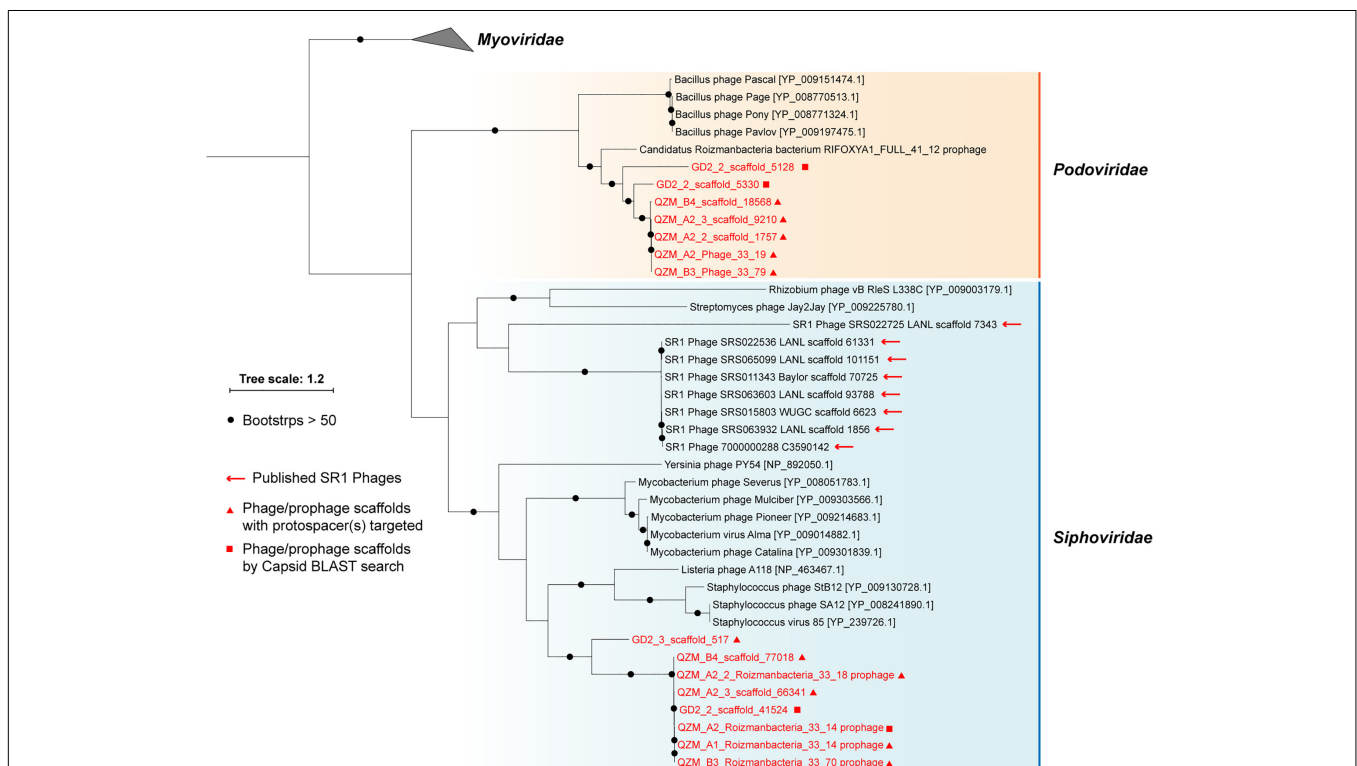 Myoviridae
Bacillus phage Pascal [YP_009151474.1]
Bacillus phage Page [YP_008770513.1]
Bacillus phage Pony [YP_008771324.1]
Bacillus phage Pavlov [YP_009197475.1]
Candidatus Roizmanbacteria bacterium RIFOXYA1_FULL_41_12 prophage
GD2_2_scaffold_5128
Podoviridae
GD2_2_scaffold_5330
QZM_B4_scaffold_18568
QZM_A2_3_scaffold_9210
QZM_A2_2_scaffold_1757
QZM_A2_Phage_33_19
QZM_B3_Phage_33_79
Rhizobium phage vB RleS L338C [YP_009003179.1]
Streptomyces phage Jay2Jay [YP_009225780.1]
SR1 Phage SRS022725 LANL scaffold 7343
SR1 Phage SRS022536 LANL scaffold 61331
SR1 Phage SRS065099 LANL scaffold 101151
SR1 Phage SRS011343 Baylor scaffold 70725
SR1 Phage SRS063603 LANL scaffold 93788
SR1 Phage SRS015803 WUGC scaffold 6623
SR1 Phage SRS063932 LANL scaffold 1856
SR1 Phage 7000000288 C3590142
Tree scale: 1.2
Bootstrps > 50
Published SR1 Phages
Phage/prophage scaffolds
with protospacer(s) targeted
Phage/prophage scaffolds
by Capsid BLAST search
Yersinia phage PY54 [NP_892050.1]
Mycobacterium phage Severus [YP_008051783.1]
Mycobacterium phage Mulciber [YP_009303566.1]
Mycobacterium phage Pioneer [YP_009214683.1]
Mycobacterium virus Alma [YP_009014882.1]
Mycobacterium phage Catalina [YP_009301839.1]
Siphoviridae
Listeria phage A118 [NP_463467.1]
Staphylococcus phage StB12 [YP_009130728.1]
Staphylococcus phage SA12 [YP_008241890.1]
Staphylococcus virus 85 [YP_239726.1]
GD2_3_scaffold_517
QZM_B4_scaffold_77018
QZM_A2_2_Roizmanbacteria_33_18 prophage
QZM_A2_3_scaffold_66341
GD2_2_scaffold_41524
QZM_A2_Roizmanbacteria_33_14 prophage
QZM_A1_Roizmanbacteria_33_14 prophage
QZM_B3_Roizmanbacteria_33_70 prophage